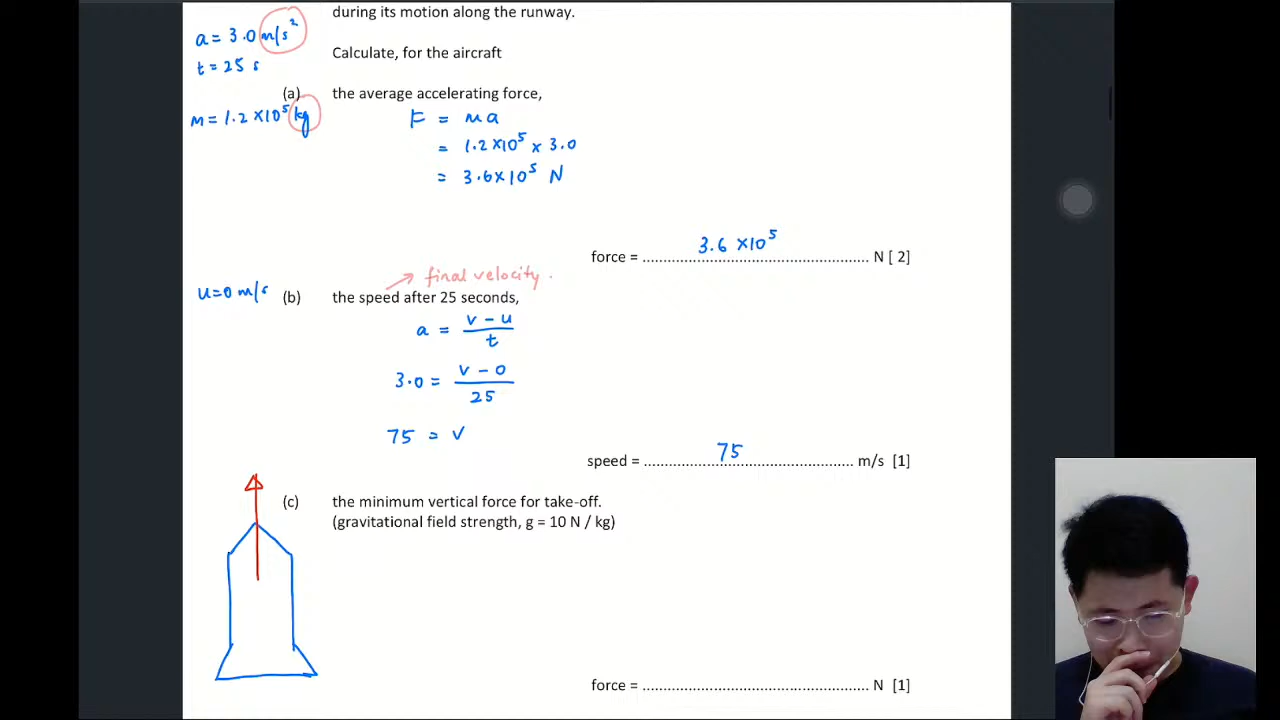 during its motion along the runway.
a = 3.0 m/s²
Calculate, for the aircraft
t = 25 s
(a) the average accelerating force,
m = 1.2 ×10⁵ kg
F = ma
= 1.2 ×10⁵ × 3.0
= 3.6 × 10⁵ N
3.6 ×10⁵
force = ...................................................... N [ 2]
→ final velocity.
u=0 m/s
(b) the speed after 25 seconds,
a = v - u / t
3.0 = v - 0 / 25
75 = v
75
speed = .................................................. m/s [1]
(c) the minimum vertical force for take-off.
(gravitational field strength, g = 10 N / kg)
force = ...................................................... N [1]